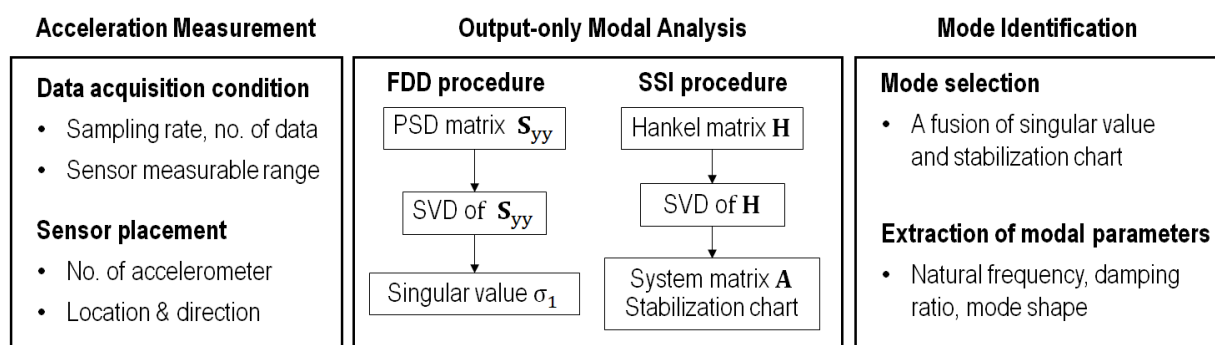 Acceleration Measurement
Data acquisition condition
• Sampling rate, no. of data
• Sensor measurable range
Sensor placement
• No. of accelerometer
• Location & direction
Output-only Modal Analysis
FDD procedure
PSD matrix S_yy
SVD of S_yy
Singular value σ₁
SSI procedure
Hankel matrix H
SVD of H
System matrix A
Stabilization chart
Mode Identification
Mode selection
• A fusion of singular value
and stabilization chart
Extraction of modal parameters
• Natural frequency, damping
ratio, mode shape